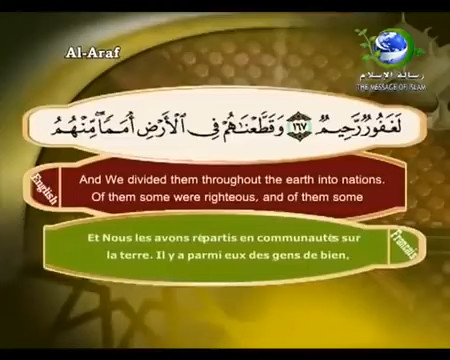 Al-Araf
رسالة الإسلام
THE MESSAGE OF ISLAM
لَغَفُورٌ رَّحِيمٌ ١٦٧ وَقَطَّعْنَاهُمْ فِي الْأَرْضِ أُمَمًا ۖ مِّنْهُمُ
English
And We divided them throughout the earth into nations.
Of them some were righteous, and of them some
Et Nous les avons répartis en communautés sur
la terre. Il y a parmi eux des gens de bien,
Francais